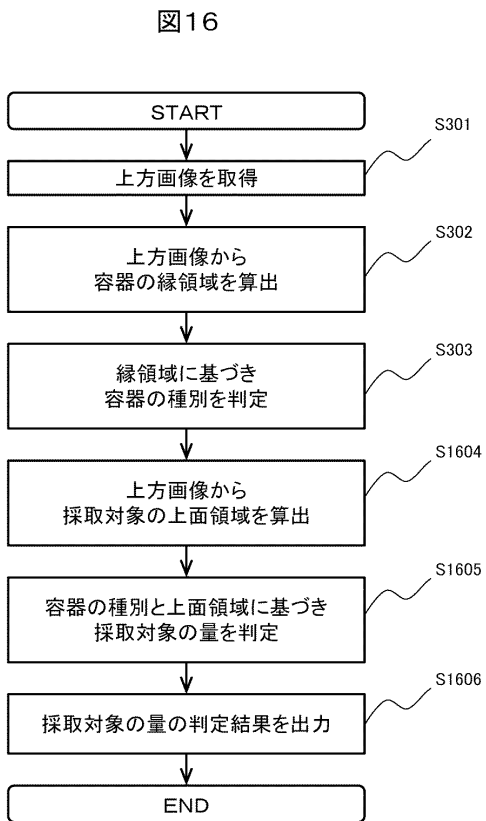 図16
START
S301
上方画像を取得
S302
上方画像から
容器の縁領域を算出
S303
縁領域に基づき
容器の種別を判定
S1604
上方画像から
採取対象の上面領域を算出
S1605
容器の種別と上面領域に基づき
採取対象の量を判定
S1606
採取対象の量の判定結果を出力
END